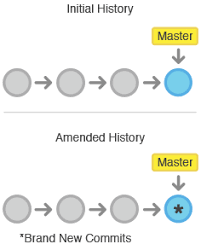 Initial History
Master
Amended History
Master
*
*Brand New Commits